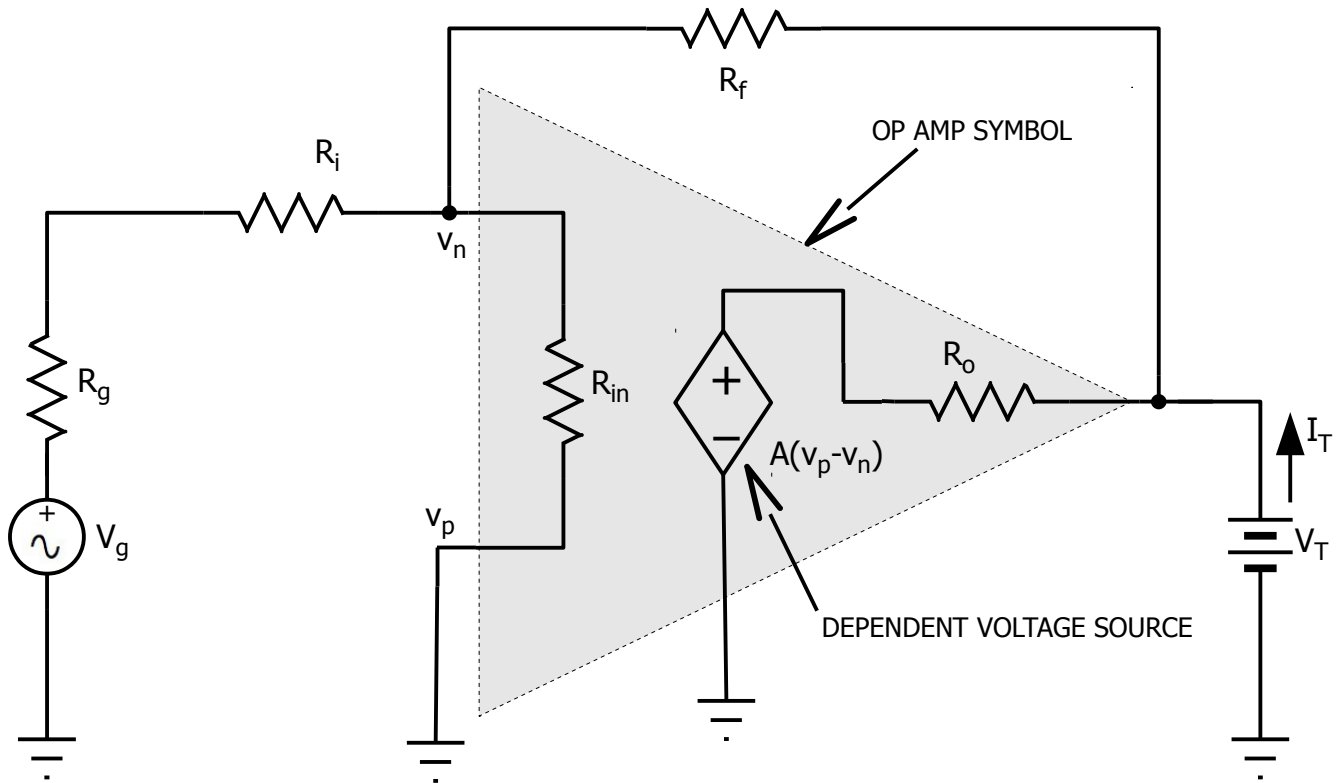 R_f
OP AMP SYMBOL
R_i
v_n
R_g
R_in
R_o
+
−
A(v_p-v_n)
I_T
v_p
+
V_g
V_T
DEPENDENT VOLTAGE SOURCE